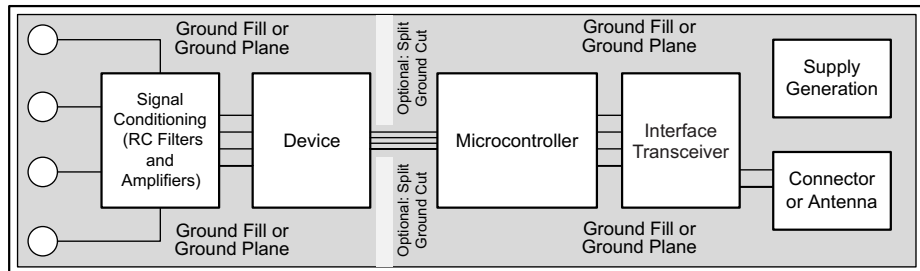 Ground Fill or
Ground Plane
Optional: Split
Ground Cut
Ground Fill or
Ground Plane
Supply
Generation
Signal
Conditioning
(RC Filters
and
Amplifiers)
Device
Microcontroller
Interface
Transceiver
Connector
or Antenna
Ground Fill or
Ground Plane
Optional: Split
Ground Cut
Ground Fill or
Ground Plane